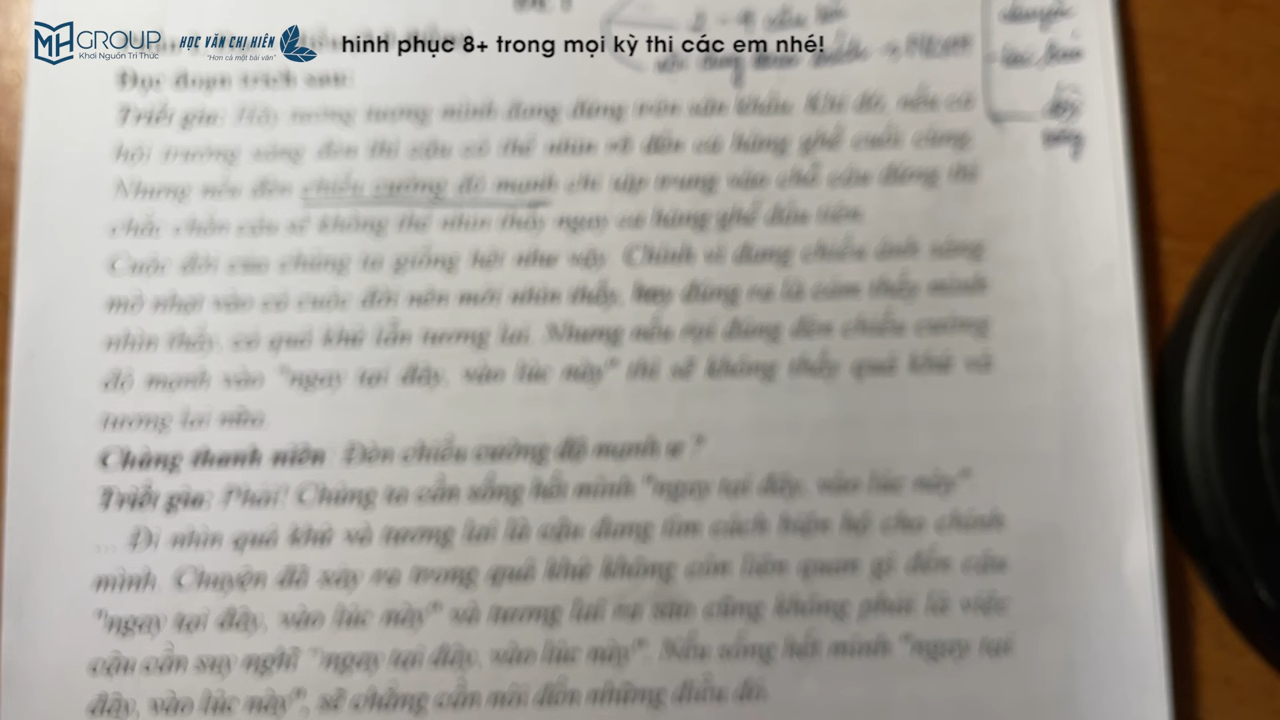 MH GROUP
Khơi Nguồn Tri Thức
HỌC VĂN CHỊ HIÊN
"Hơn cả một bài văn"
hinh phục 8+ trong mọi kỳ thi các em nhé!
Đọc đoạn trích sau:
Triết gia: Hãy tưởng tượng mình đang đứng trên sân khấu. Khi đó, nếu cả
hội trường sáng đèn thì cậu có thể nhìn rõ đến cả hàng ghế cuối cùng.
Nhưng nếu đèn chiếu cường độ mạnh chỉ tập trung vào chỗ cậu đứng thì
chắc chắn cậu sẽ không thể nhìn thấy ngay cả hàng ghế đầu tiên.
Cuộc đời của chúng ta giống hệt như vậy. Chính vì đang chiếu ánh sáng
mờ nhạt vào cả cuộc đời nên mới nhìn thấy, hay đúng ra là cảm thấy mình
nhìn thấy, cả quá khứ lẫn tương lai. Nhưng nếu rọi đúng đèn chiếu cường
độ mạnh vào "ngay tại đây, vào lúc này" thì sẽ không thấy quá khứ và
tương lai nữa.
Chàng thanh niên: Đèn chiếu cường độ mạnh ư?
Triết gia: Phải! Chúng ta cần sống hết mình "ngay tại đây, vào lúc này".
... Đi nhìn quá khứ và tương lai là cậu đang tìm cách biện hộ cho chính
mình. Chuyện đã xảy ra trong quá khứ không còn liên quan gì đến cậu
"ngay tại đây, vào lúc này" và tương lai ra sao cũng không phải là việc
cậu cần suy nghĩ "ngay tại đây, vào lúc này". Nếu sống hết mình "ngay tại
đây, vào lúc này", sẽ chẳng cần nói đến những điều đó.